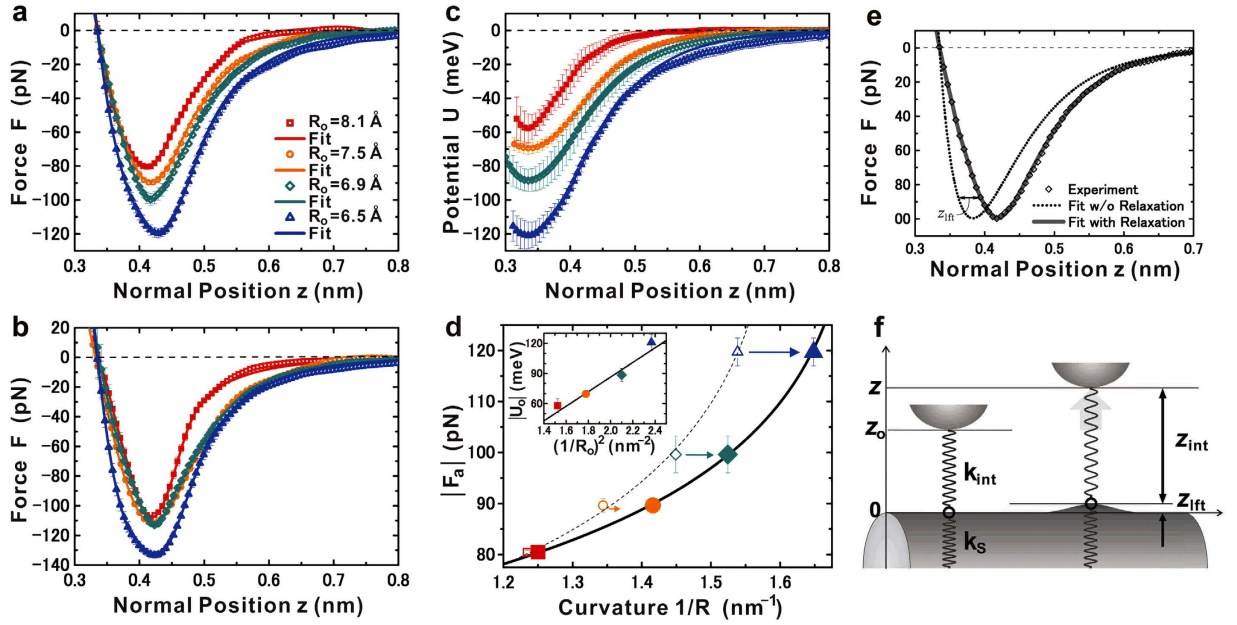 a
Force F (pN)
0
-20
-40
-60
-80
-100
-120
R₀=8.1 Å
Fit
R₀=7.5 Å
Fit
R₀=6.9 Å
Fit
R₀=6.5 Å
Fit
0.3 0.4 0.5 0.6 0.7 0.8
Normal Position z (nm)
c
Potential U (meV)
0
-20
-40
-60
-80
-100
-120
0.3 0.4 0.5 0.6 0.7 0.8
Normal Position z (nm)
e
Force F (pN)
0
20
40
60
80
00
z_lft
Experiment
Fit w/o Relaxation
Fit with Relaxation
0.3 0.4 0.5 0.6 0.7
Normal Position z (nm)
b
Force F (pN)
20
0
-20
-40
-60
-80
-100
-120
-140
0.3 0.4 0.5 0.6 0.7 0.8
Normal Position z (nm)
d
|Fₐ| (pN)
120
110
100
90
80
|U₀| (meV)
120
90
60
1.4 1.6 1.8 2.0 2.2 2.4
(1/R₀)² (nm⁻²)
1.2 1.3 1.4 1.5 1.6
Curvature 1/R (nm⁻¹)
f
z
z₀
0
k_int
k_S
z_int
z_lft